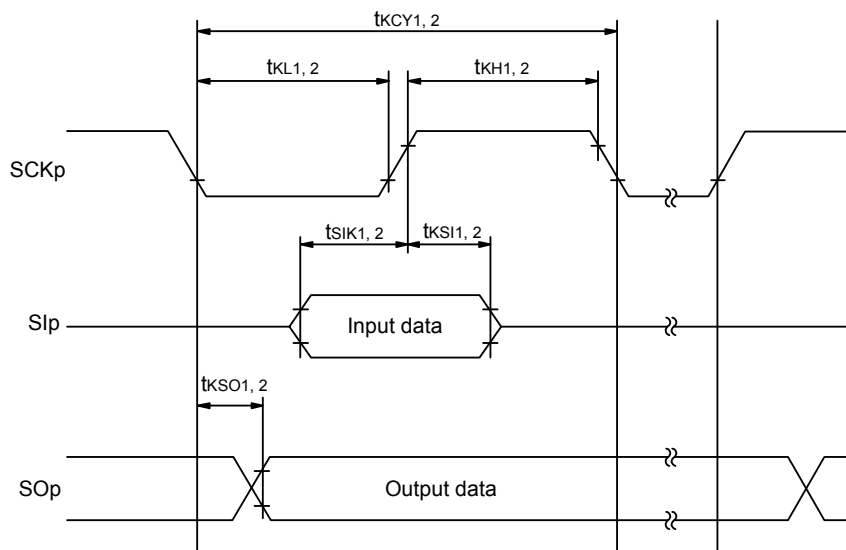 tKCY1, 2
tKL1, 2
tKH1, 2
SCKp
tSIK1, 2
tKSI1, 2
SIp
Input data
tKSO1, 2
SOp
Output data